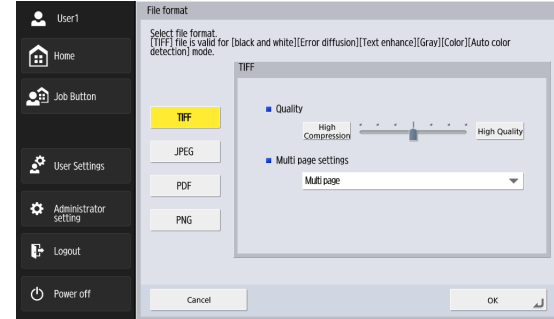 User1
Home
Job Button
User Settings
Administrator
setting
Logout
Power off
File format
Select file format.
[TIFF] file is valid for [black and white][Error diffusion][Text enhance][Gray][Color][Auto color
detection] mode.
TIFF
JPEG
PDF
PNG
TIFF
Quality
High
Compression
High Quality
Multi page settings
Multi page
Cancel
OK